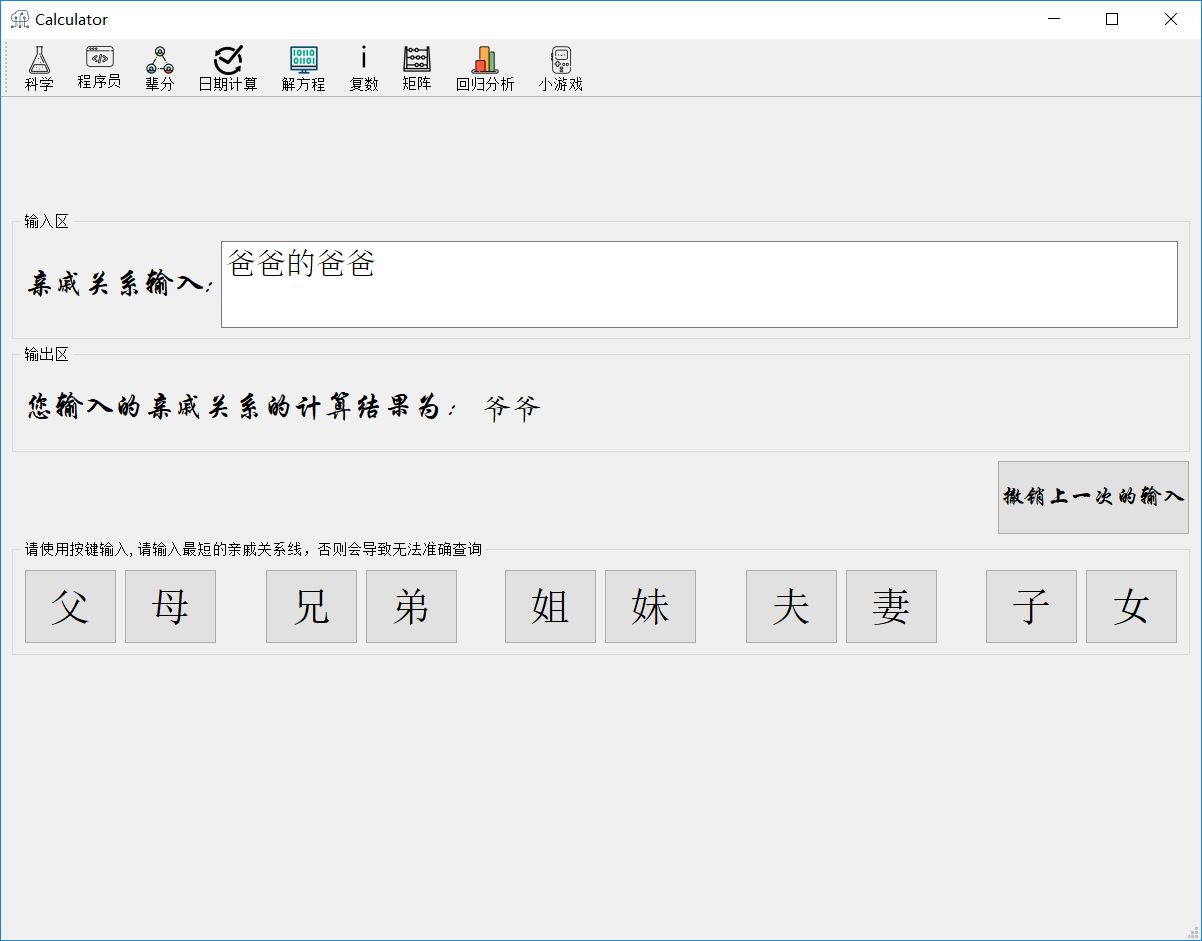 Calculator
科学 程序员 辈分 日期计算 解方程 复数 矩阵 回归分析 小游戏
输入区
亲戚关系输入：
爸爸的爸爸
输出区
您输入的亲戚关系的计算结果为： 爷爷
撤销上一次的输入
请使用按键输入, 请输入最短的亲戚关系线，否则会导致无法准确查询
父 母 兄 弟 姐 妹 夫 妻 子 女